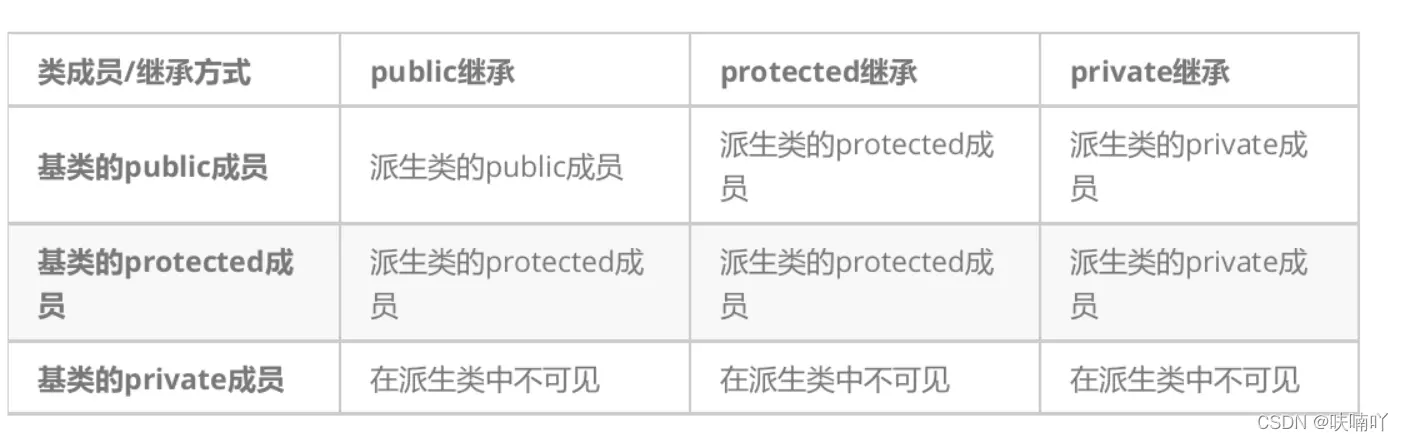 类成员/继承方式
public继承
protected继承
private继承
基类的public成员
派生类的public成员
派生类的protected成
员
派生类的private成
员
基类的protected成
员
派生类的protected成
员
派生类的protected成
员
派生类的private成
员
基类的private成员
在派生类中不可见
在派生类中不可见
在派生类中不可见
CSDN @呋喃吖